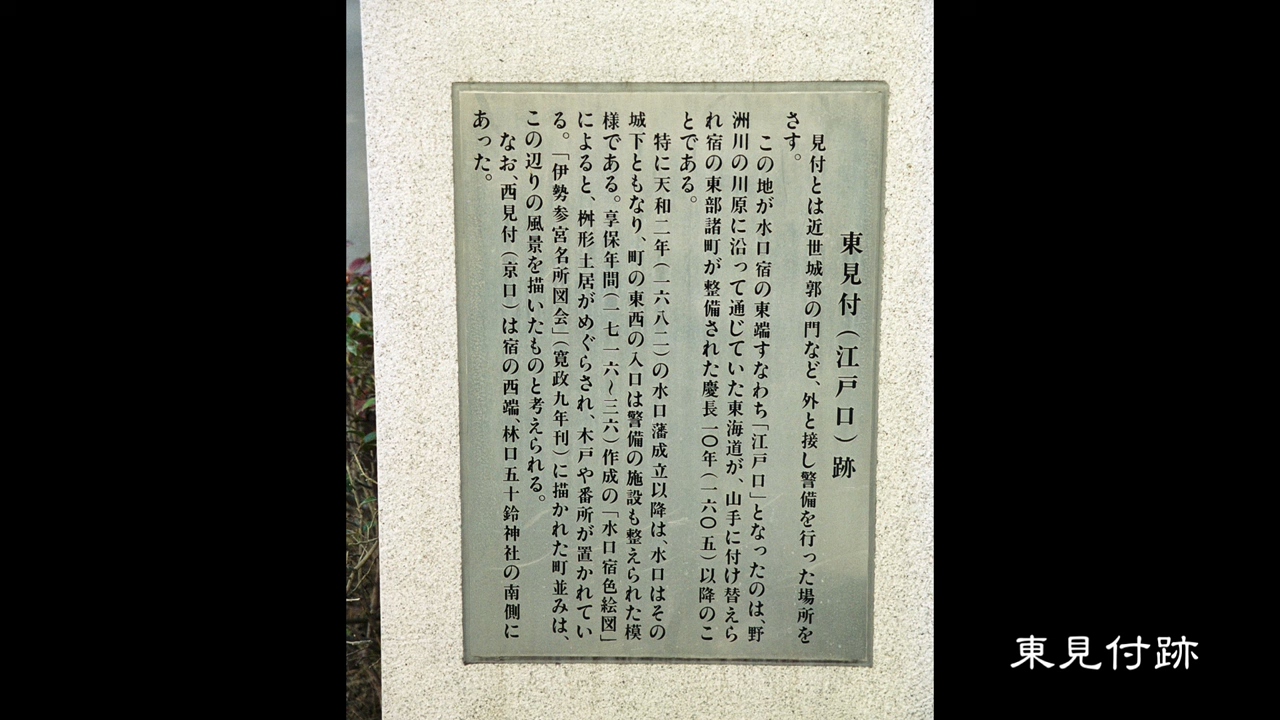 東見付（江戸口）跡
見付とは近世城郭の門など、外と接し警備を行った場所を
さす。
この地が水口宿の東端すなわち「江戸口」となったのは、野
洲川の川原に沿って通じていた東海道が、山手に付け替えら
れ宿の東部諸町が整備された慶長一〇年（一六〇五）以降のこ
とである。
特に天和二年（一六八二）の水口藩成立以降は、水口はその
城下ともなり、町の東西の入口は警備の施設も整えられた模
様である。享保年間（一七一六〜三六）作成の「水口宿色絵図」
によると、桝形土居がめぐらされ、木戸や番所が置かれてい
る。「伊勢参宮名所図会」（寛政九年刊）に描かれた町並みは、
この辺りの風景を描いたものと考えられる。
なお、西見付（京口）は宿の西端、林口五十鈴神社の南側に
あった。
東見付跡